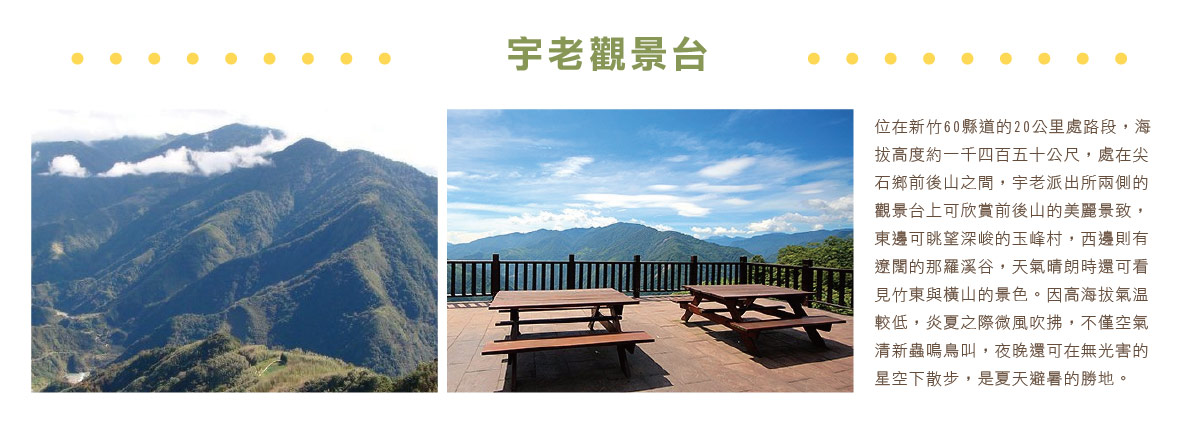 宇老觀景台
位在新竹60縣道的20公里處路段，海
拔高度約一千四百五十公尺，處在尖
石鄉前後山之間，宇老派出所兩側的
觀景台上可欣賞前後山的美麗景致，
東邊可眺望深峻的玉峰村，西邊則有
遼闊的那羅溪谷，天氣晴朗時還可看
見竹東與橫山的景色。因高海拔氣溫
較低，炎夏之際微風吹拂，不僅空氣
清新蟲鳴鳥叫，夜晚還可在無光害的
星空下散步，是夏天避暑的勝地。